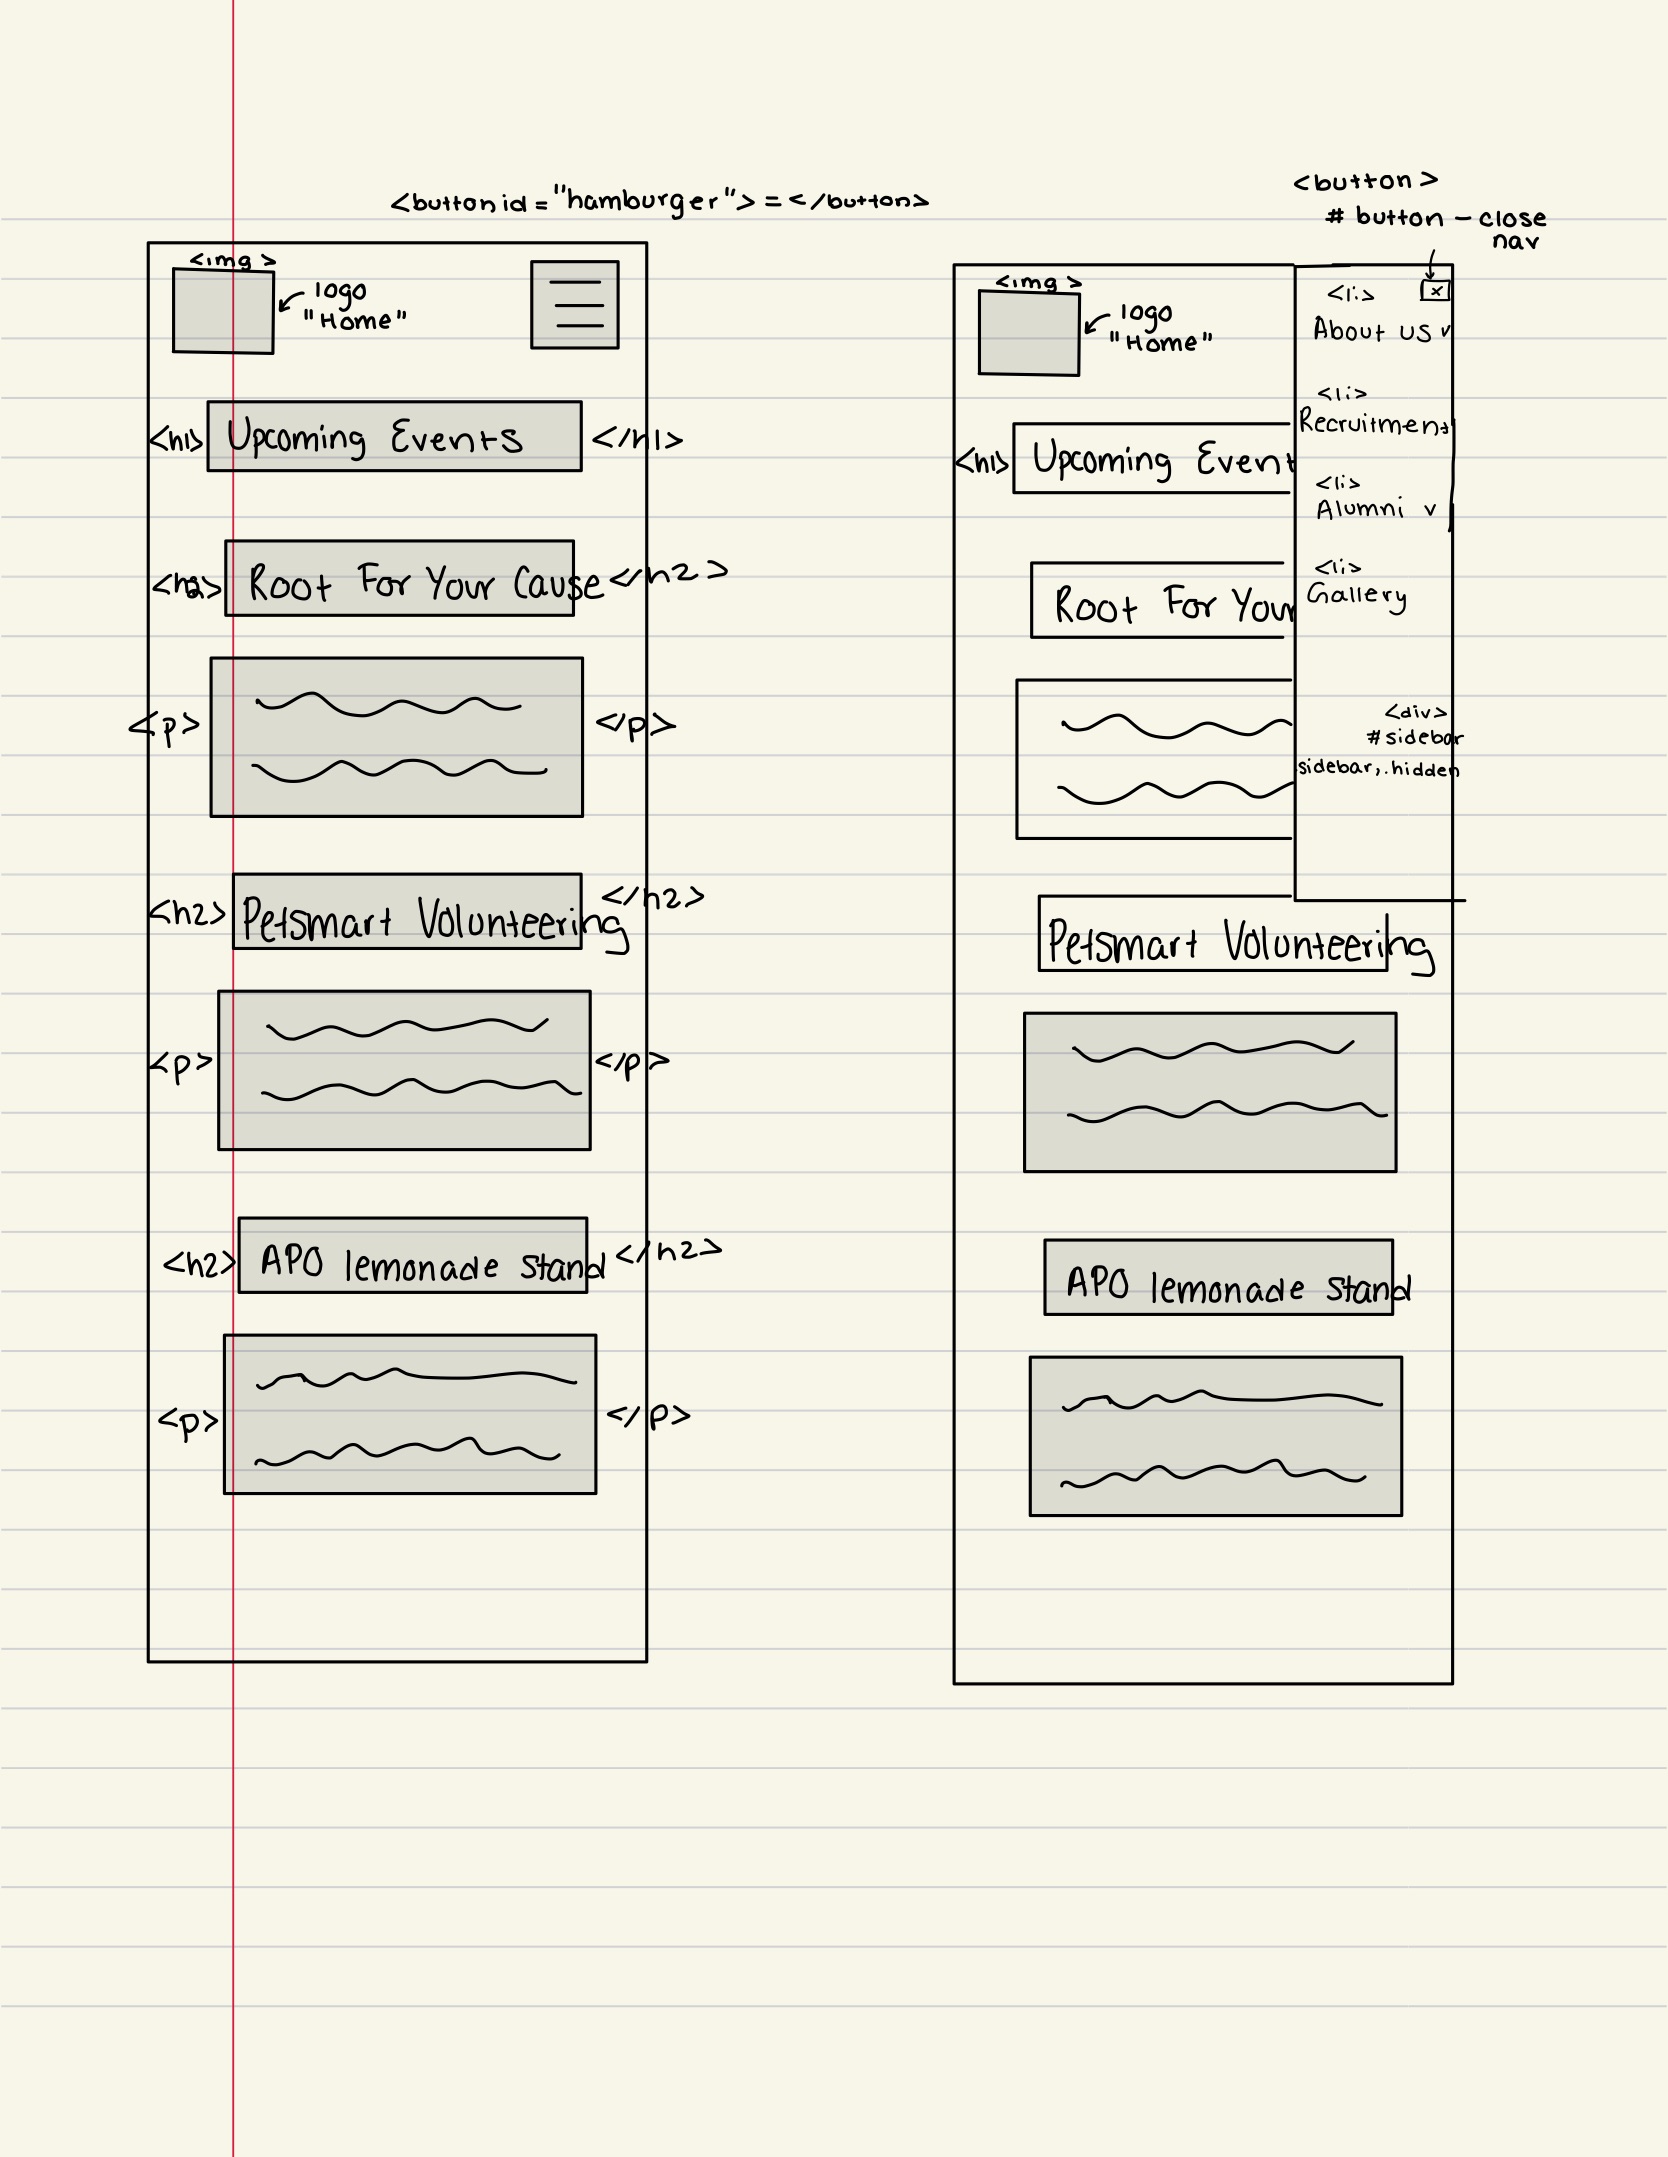 <button id = "hamburger"> = </button>
<img >
logo
"Home"
<h1> Upcoming Events </h1>
Root For Your Cause </h2 >
<p> </p>
<h2> Petsmart Volunteering </h2>
<p> </p>
<h2> APO lemonade stand </h2>
<p> </p>
<button >
# button - close
nav
<img >
logo
"Home"
<h1> Upcoming Event
Root For Your
Petsmart Volunteering
APO lemonade stand
x
<li>
About us v
<li>
Recruitment
<li>
Alumni v
<li>
Gallery
<div>
# sidebar
sidebar, .hidden